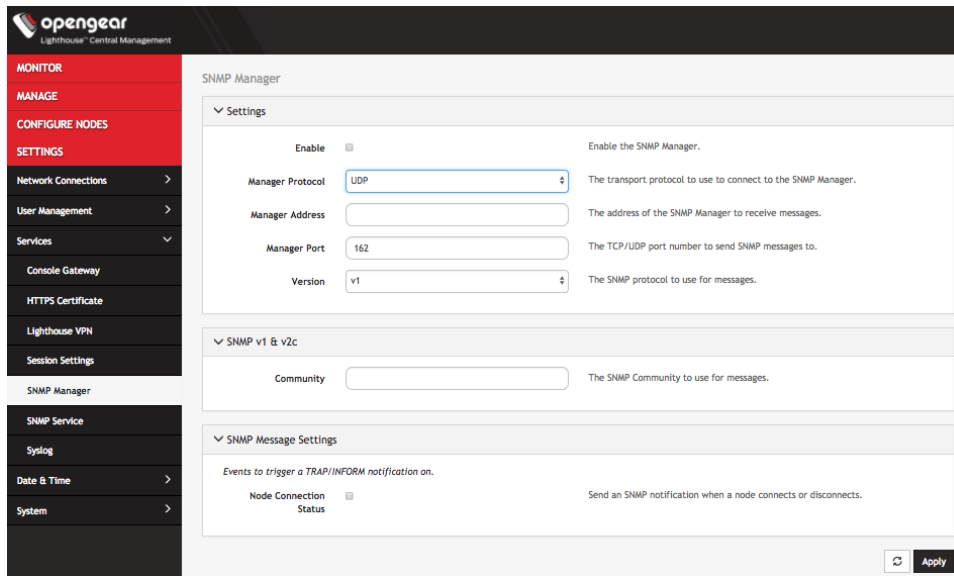 opengear
Lighthouse™ Central Management
MONITOR
MANAGE
CONFIGURE NODES
SETTINGS
Network Connections
User Management
Services
Console Gateway
HTTPS Certificate
Lighthouse VPN
Session Settings
SNMP Manager
SNMP Service
Syslog
Date & Time
System
SNMP Manager
Settings
Enable
Enable the SNMP Manager.
Manager Protocol
UDP
The transport protocol to use to connect to the SNMP Manager.
Manager Address
The address of the SNMP Manager to receive messages.
Manager Port
162
The TCP/UDP port number to send SNMP messages to.
Version
v1
The SNMP protocol to use for messages.
SNMP v1 & v2c
Community
The SNMP Community to use for messages.
SNMP Message Settings
Events to trigger a TRAP/INFORM notification on.
Node Connection
Status
Send an SNMP notification when a node connects or disconnects.
Apply